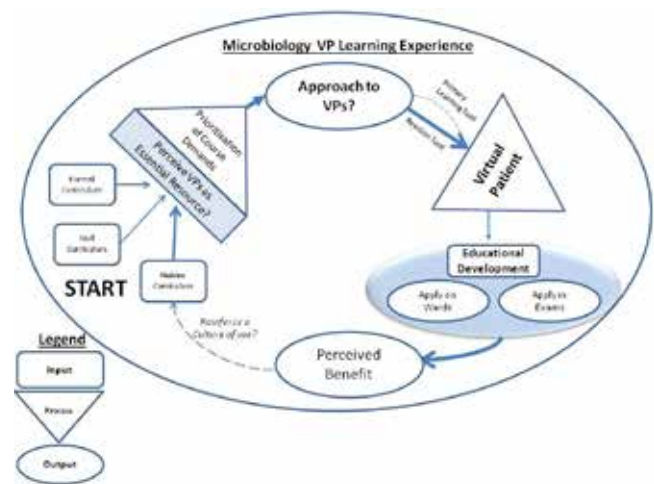 Microbiology VP Learning Experience
Approach to
VPs?
Primary
Learning Tool
Revision Tool
Prioritisation
of Course
Demands
Perceive VPs as
Essential Resource?
Virtual
Patient
Formal
Curriculum
Null
Curriculum
Hidden
Curriculum
START
Educational
Development
Apply on
Wards
Apply in
Exams
Reinforce a
Culture of use?
Perceived
Benefit
Legend
Input
Process
Output